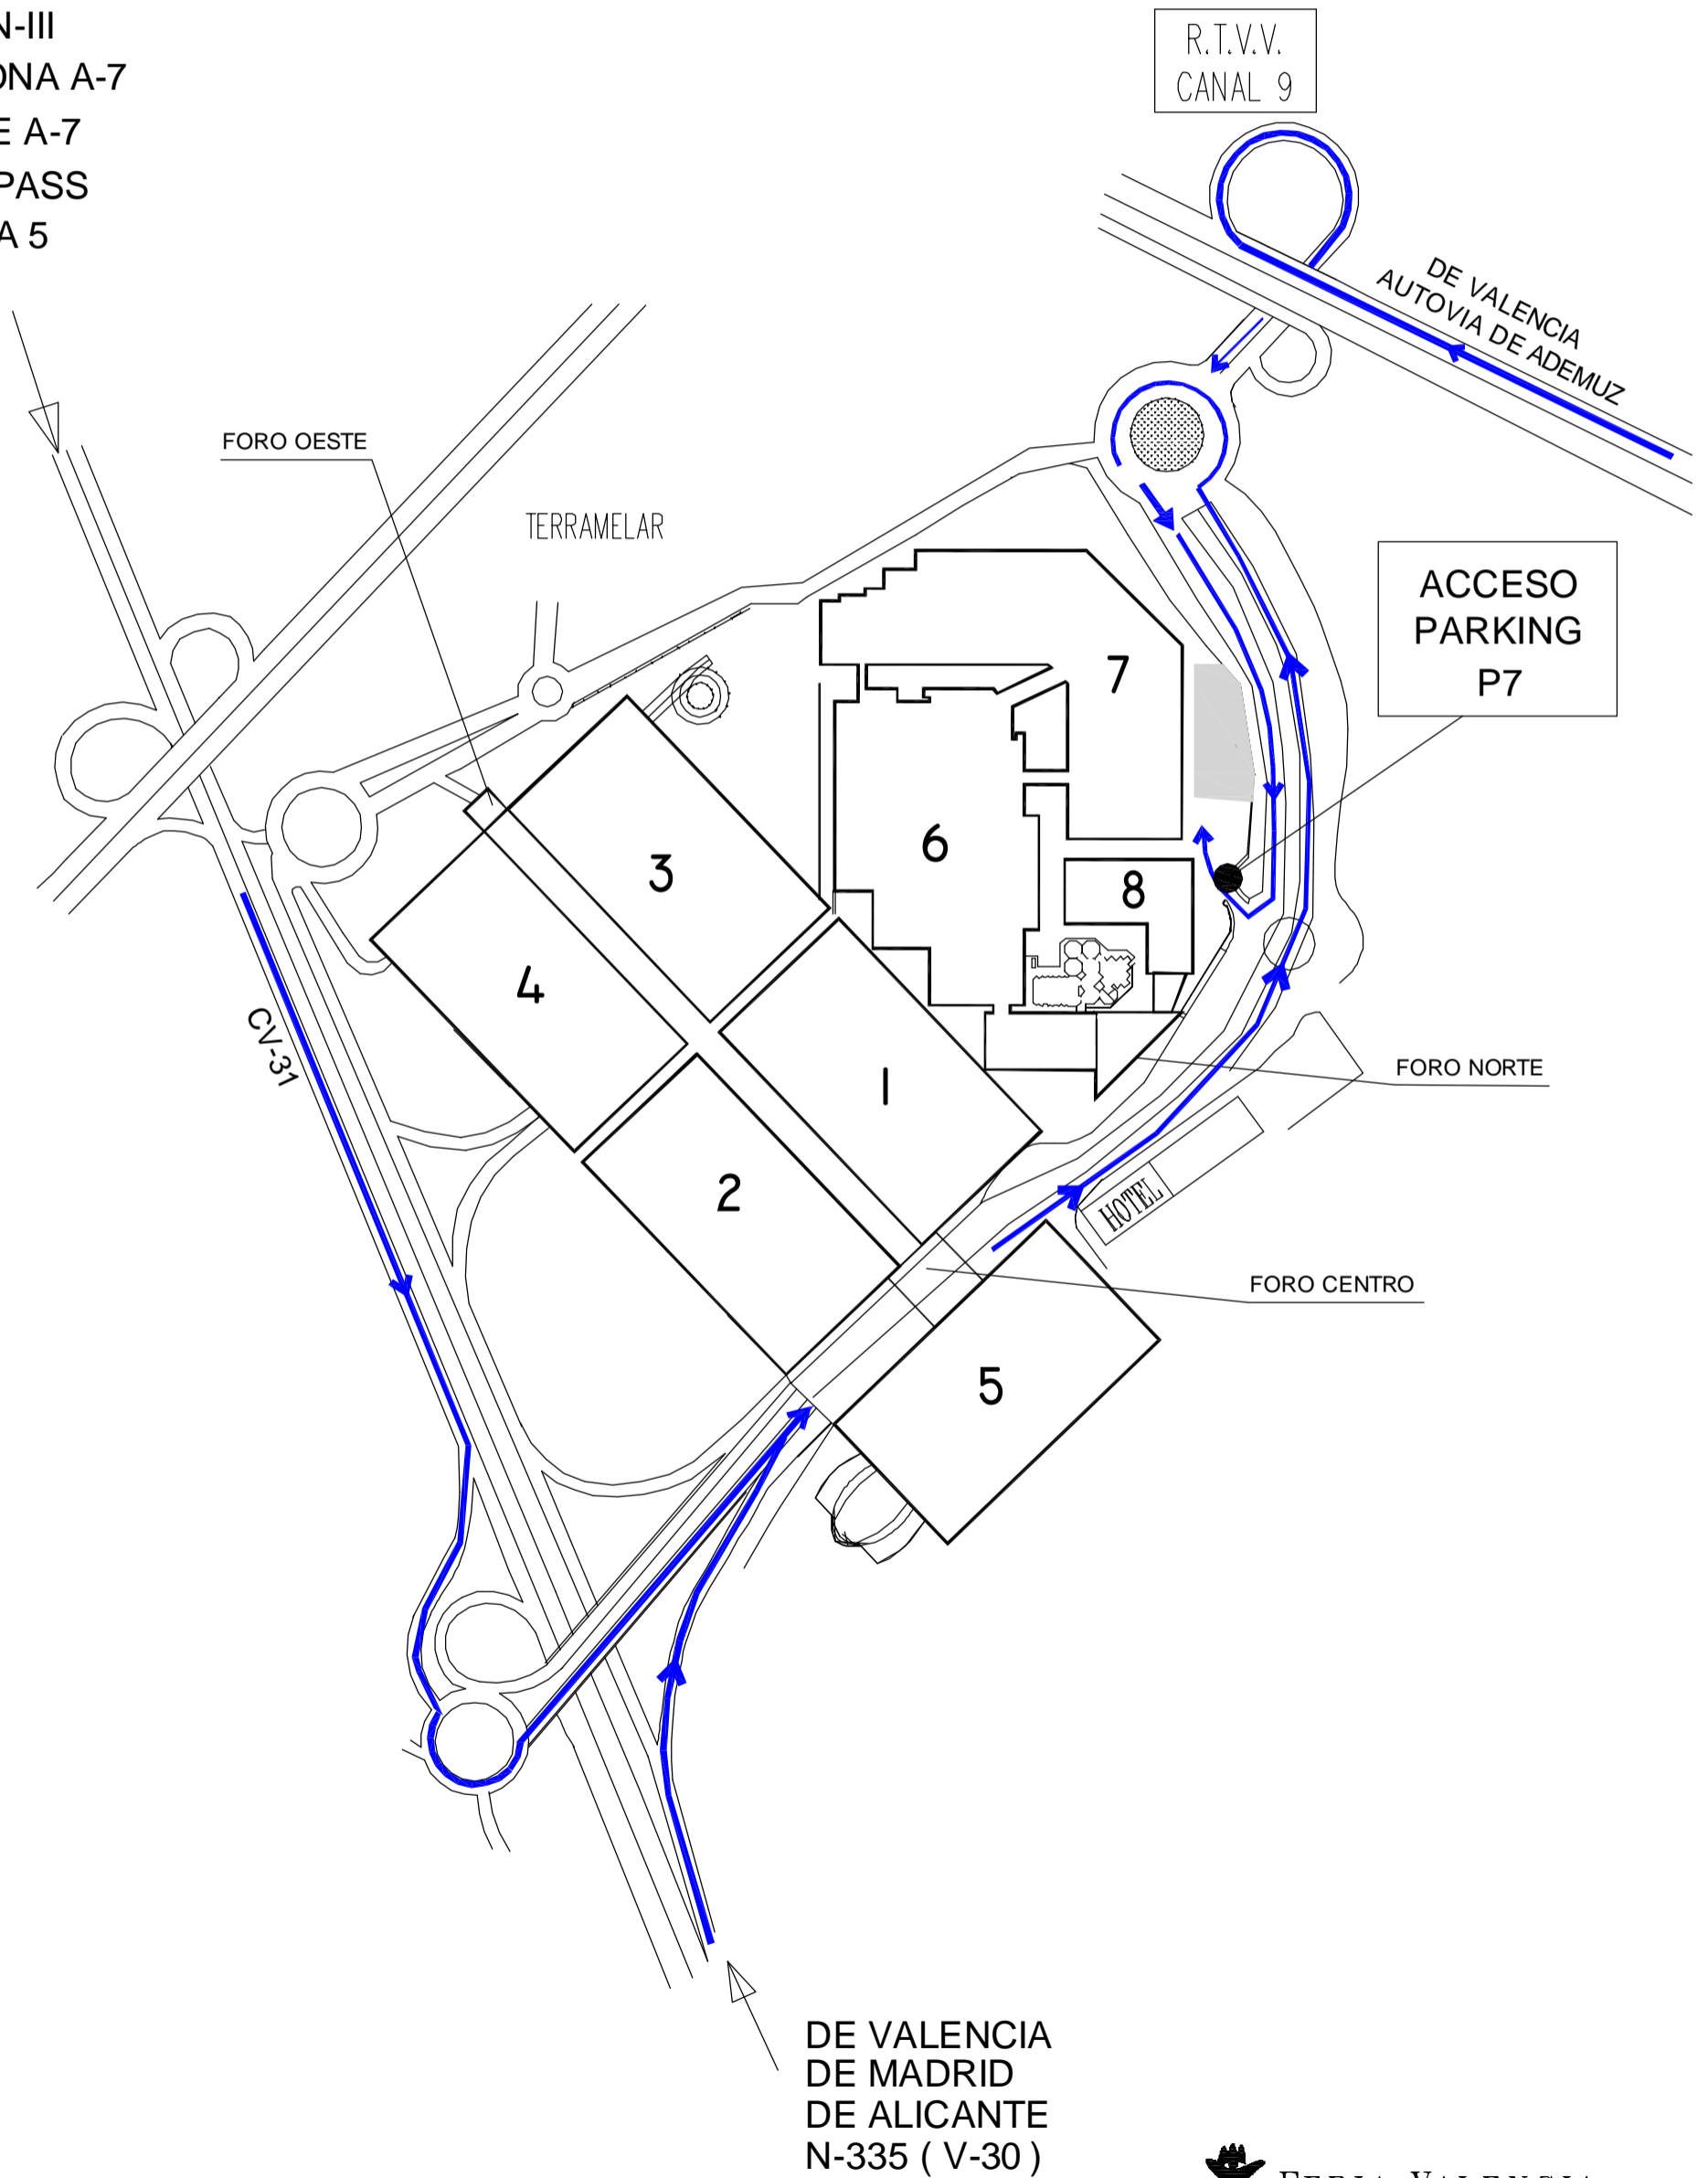 N-III
ONA A-7
E A-7
PASS
A 5
R.T.V.V.
CANAL 9
DE VALENCIA
AUTOVIA DE ADEMUZ
FORO OESTE
TERRAMELAR
ACCESO
PARKING
P7
7
6
3
8
4
CV-31
1
FORO NORTE
2
HOTEL
FORO CENTRO
5
DE VALENCIA
DE MADRID
DE ALICANTE
N-335 ( V-30 )
FERIA VALENCIA